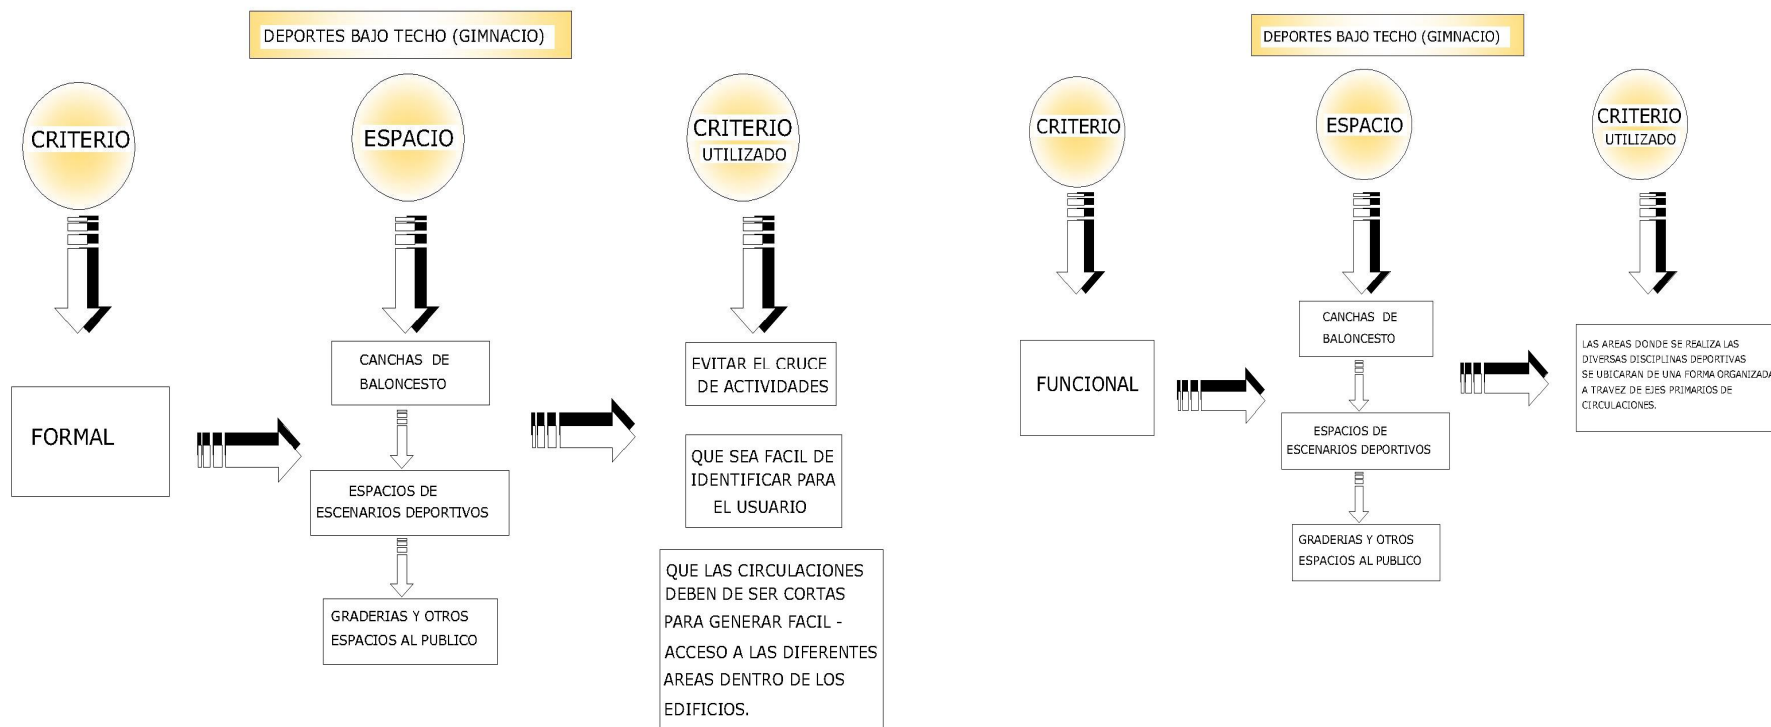 DEPORTES BAJO TECHO (GIMNACIO)
CRITERIO
ESPACIO
CRITERIO
UTILIZADO
FORMAL
CANCHAS DE
BALONCESTO
ESPACIOS DE
ESCENARIOS DEPORTIVOS
GRADERIAS Y OTROS
ESPACIOS AL PUBLICO
EVITAR EL CRUCE
DE ACTIVIDADES
QUE SEA FACIL DE
IDENTIFICAR PARA
EL USUARIO
QUE LAS CIRCULACIONES
DEBEN DE SER CORTAS
PARA GENERAR FACIL -
ACCESO A LAS DIFERENTES
AREAS DENTRO DE LOS
EDIFICIOS.
DEPORTES BAJO TECHO (GIMNACIO)
CRITERIO
ESPACIO
CRITERIO
UTILIZADO
FUNCIONAL
CANCHAS DE
BALONCESTO
ESPACIOS DE
ESCENARIOS DEPORTIVOS
GRADERIAS Y OTROS
ESPACIOS AL PUBLICO
LAS AREAS DONDE SE REALIZA LAS
DIVERSAS DISCIPLINAS DEPORTIVAS
SE UBICARAN DE UNA FORMA ORGANIZADA
A TRAVEZ DE EJES PRIMARIOS DE
CIRCULACIONES.